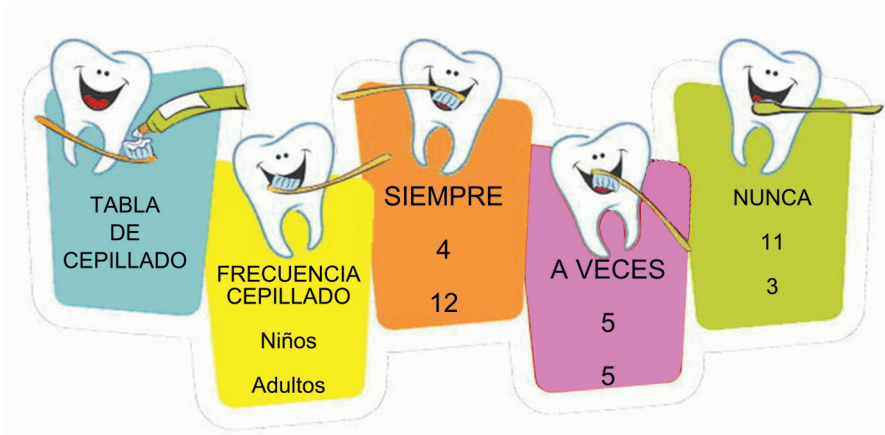 TABLA
DE
CEPILLADO
FRECUENCIA
CEPILLADO
Niños
Adultos
SIEMPRE
4
12
A VECES
5
5
NUNCA
11
3